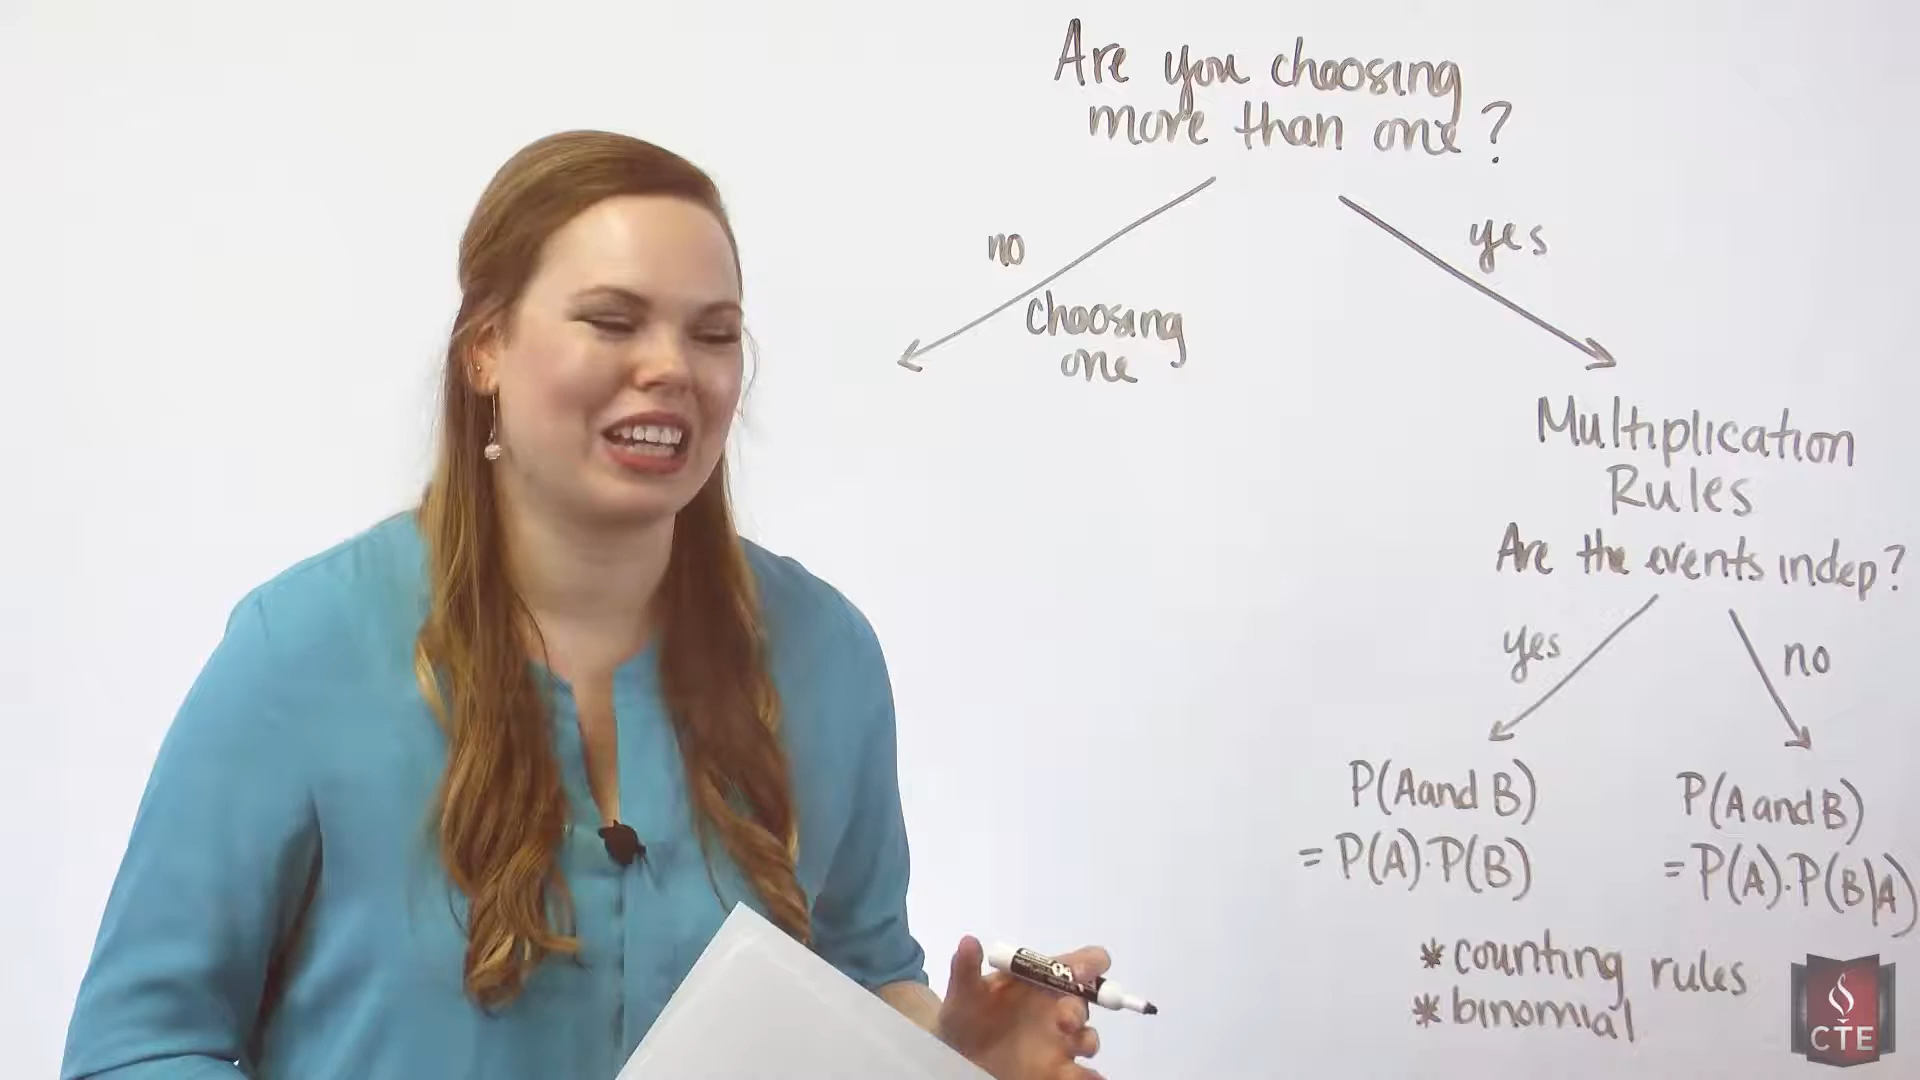 Are you choosing
more than one?
no
yes
choosing
one
Multiplication
Rules
Are the events indep?
yes
no
P(A and B)
= P(A)·P(B)
P(A and B)
= P(A)·P(B|A)
* counting rules
* binomial
CTE